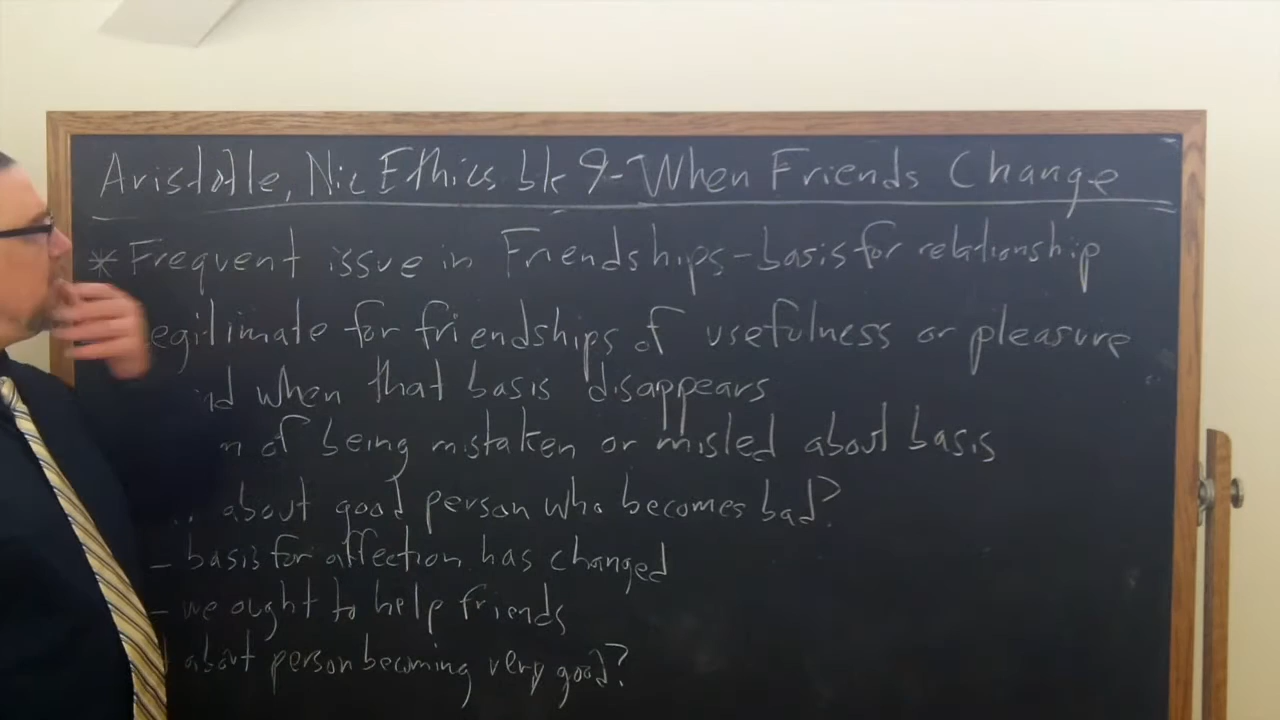 Aristotle, Nic Ethics bk 9- When Friends Change
* Frequent issue in Friendships - basis for relationship
egitimate for friendships of usefulness or pleasure
nd when that basis disappears
n of being mistaken or misled about basis
about good person who becomes bad?
- basis for affection has changed
- we ought to help friends
about person becoming very good?